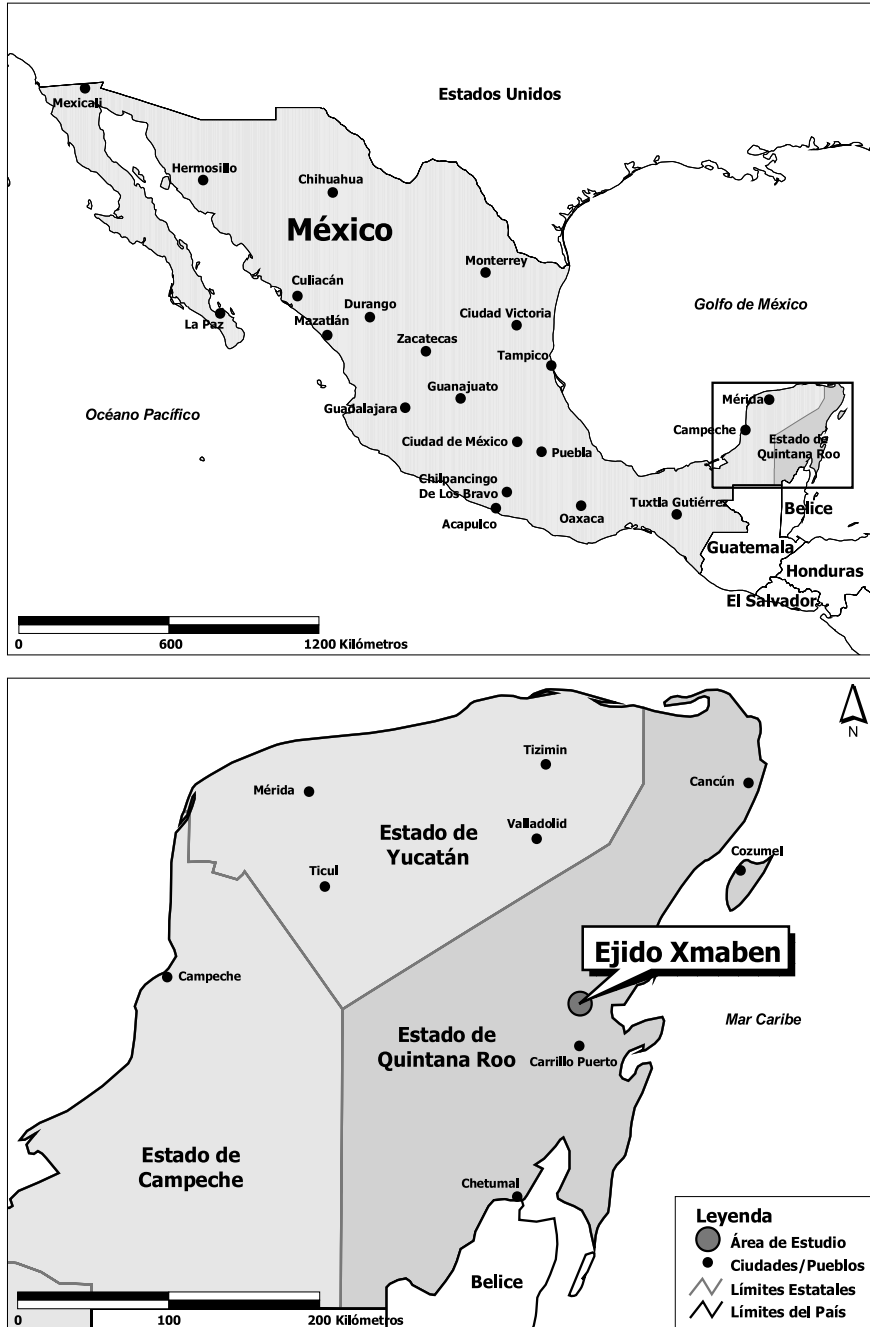 Estados Unidos
Mexicali
Hermosillo
Chihuahua
México
Monterrey
Culiacán
Durango
La Paz
Mazatlán
Ciudad Victoria
Golfo de México
Zacatecas
Tampico
Guanajuato
Guadalajara
Océano Pacífico
Mérida
Campeche
Estado de
Quintana Roo
Ciudad de México
Puebla
Chilpancingo
De Los Bravo
Acapulco
Oaxaca
Tuxtla Gutiérrez
Belice
Guatemala
Honduras
El Salvador
0 600 1200 Kilómetros
N
Tizimin
Mérida
Cancún
Valladolid
Estado de
Yucatán
Cozumel
Ticul
Ejido Xmaben
Campeche
Mar Caribe
Estado de
Quintana Roo
Carrillo Puerto
Estado de
Campeche
Chetumal
Belice
Leyenda
Área de Estudio
Ciudades/Pueblos
Límites Estatales
Límites del País
0 100 200 Kilómetros